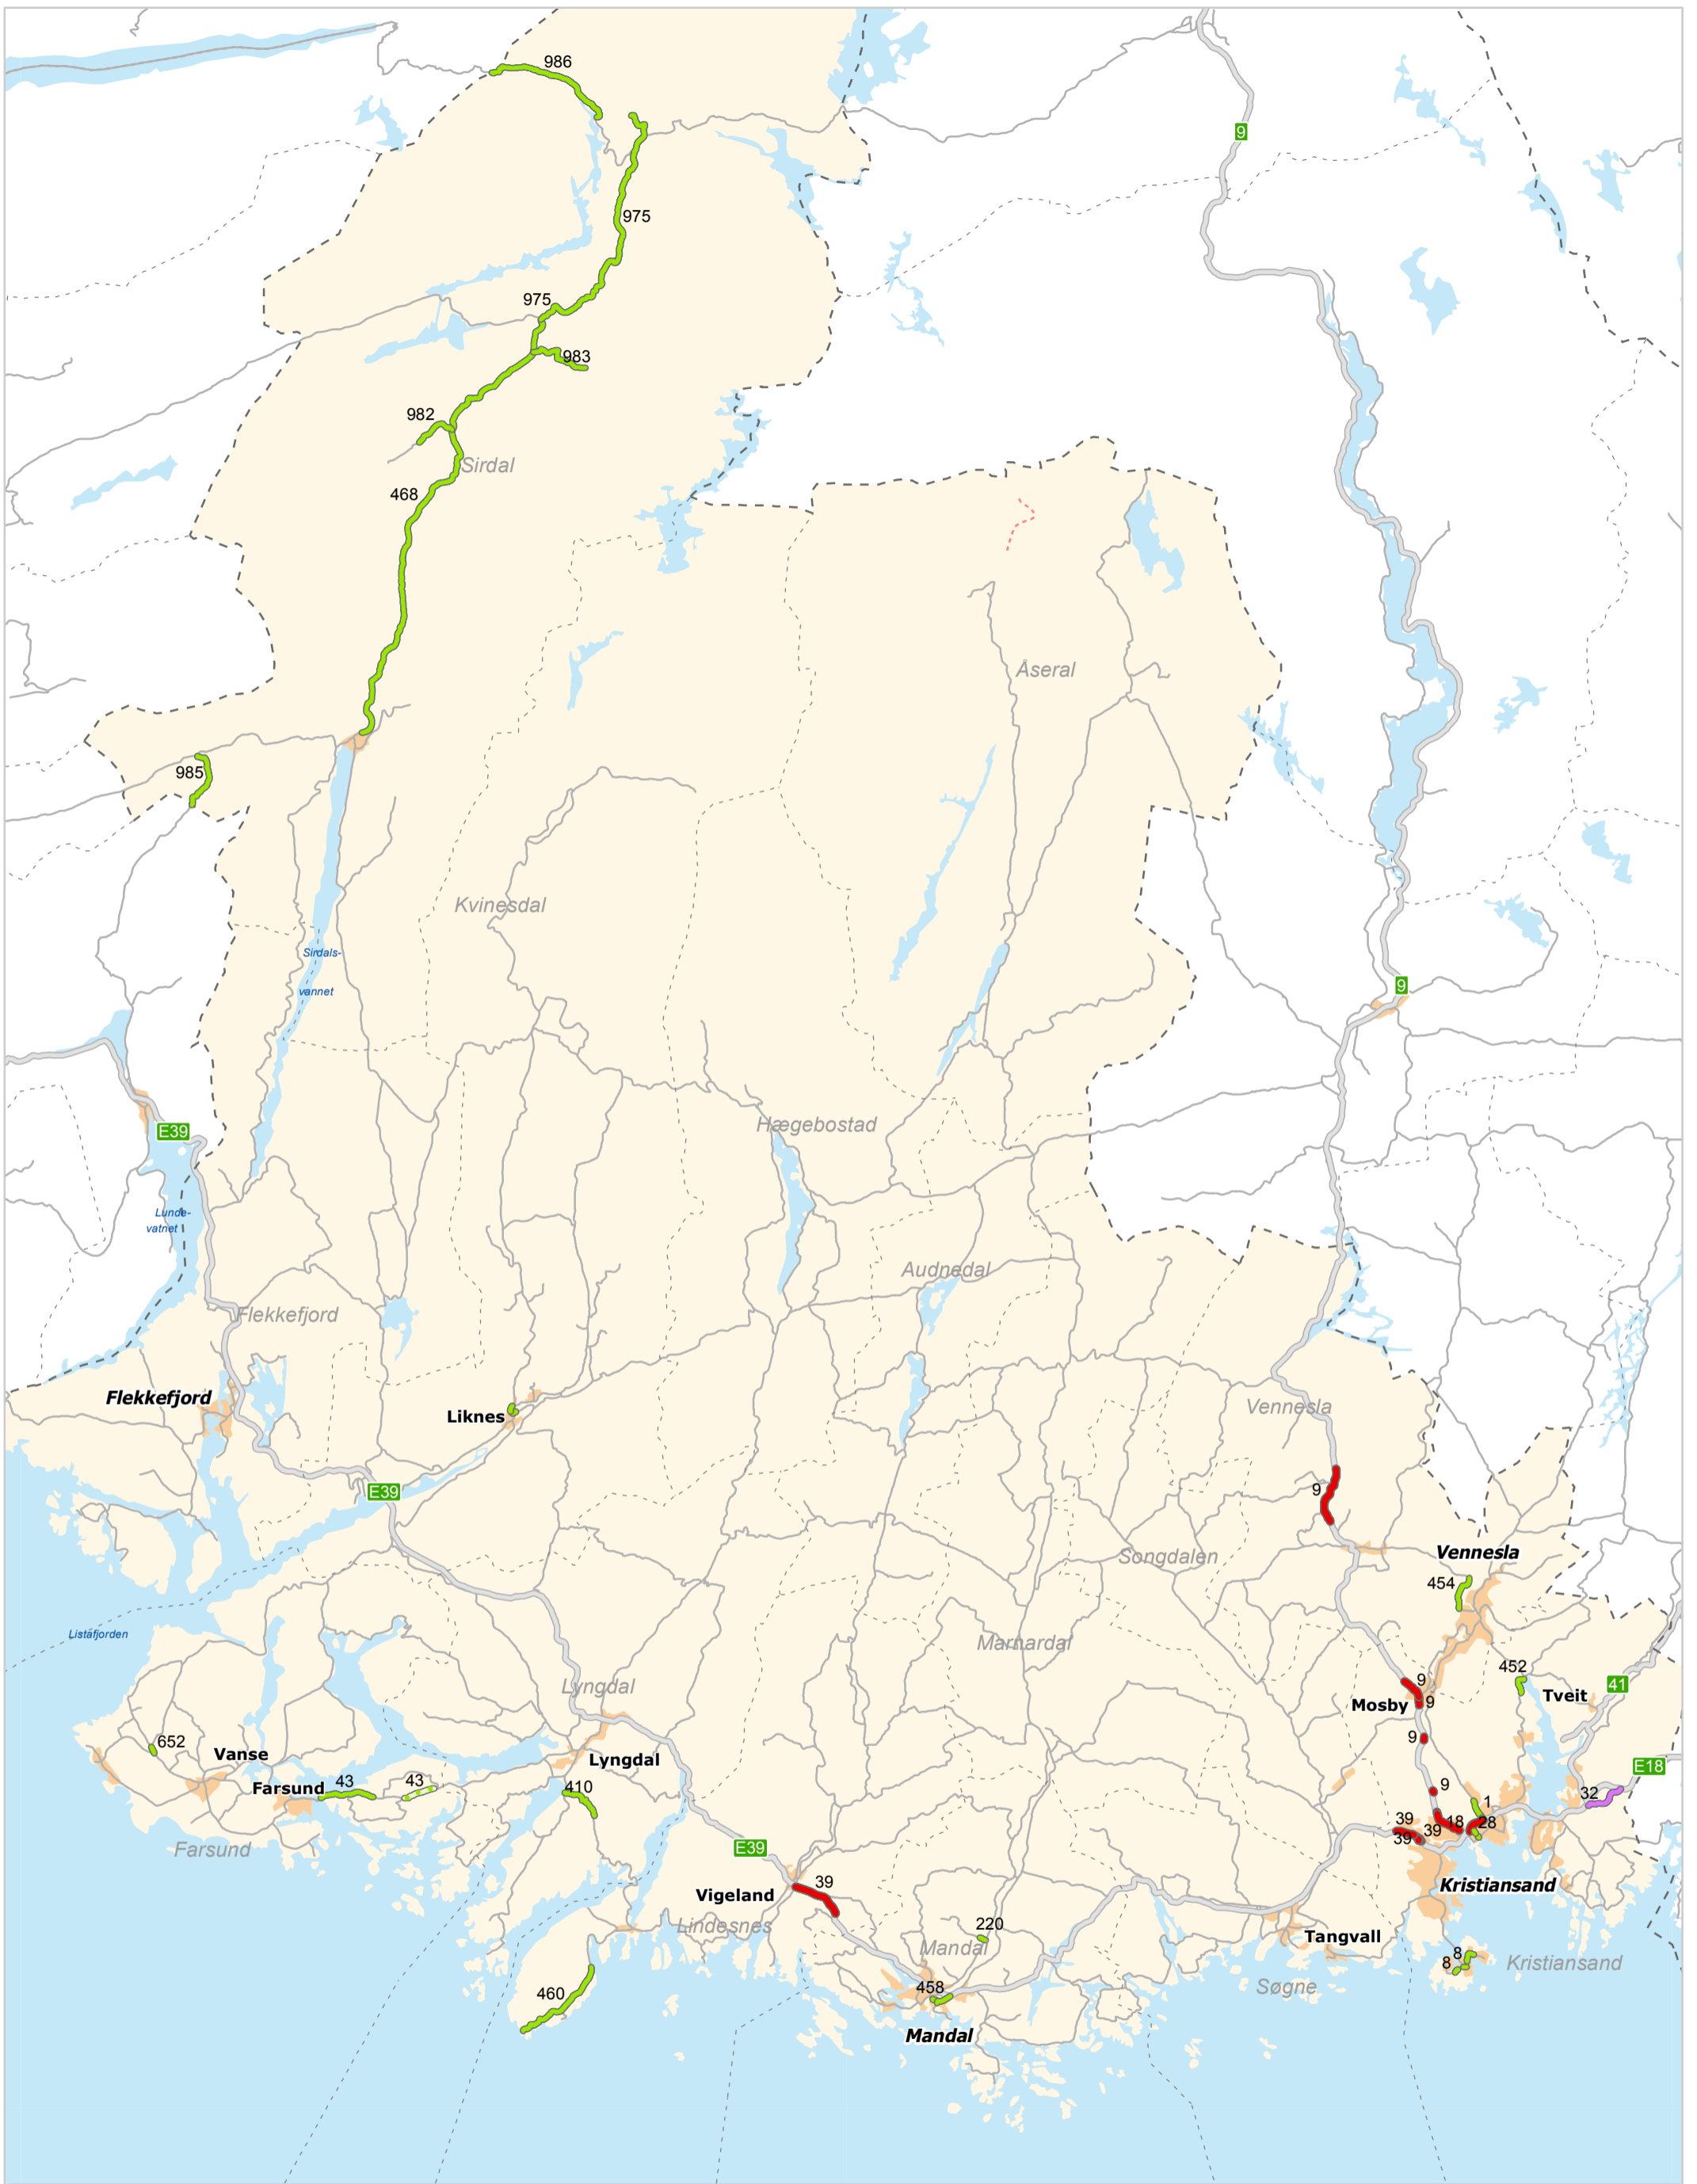 986
9
975
975
983
982
Sirdal
468
Åseral
985
Kvinesdal
Sirdals-
vannet
9
Hægebostad
E39
Lunde-
vatnet
Audnedal
Flekkefjord
Flekkefjord
Vennesla
Liknes
E39
9
Vennesla
Songdalen
454
Listafjorden
Marnardal
452
9
Tveit
41
Lyngdal
Mosby
9
652
9
Vanse
Lyngdal
E18
Farsund
43
43
410
9
32
1
39
18
28
39
39
Farsund
E39
39
Kristiansand
Vigeland
Lindesnes
220
Tangvall
Mandal
8
8
Kristiansand
460
458
Søgne
Mandal